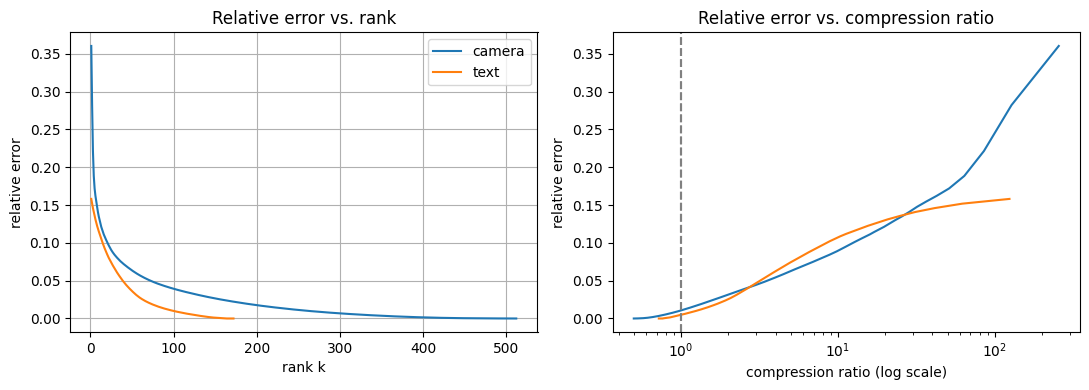 Relative error vs. rank
relative error
0.35
0.30
0.25
0.20
0.15
0.10
0.05
0.00
camera
text
0 100 200 300 400 500
rank k
Relative error vs. compression ratio
relative error
0.35
0.30
0.25
0.20
0.15
0.10
0.05
0.00
10⁰ 10¹ 10²
compression ratio (log scale)